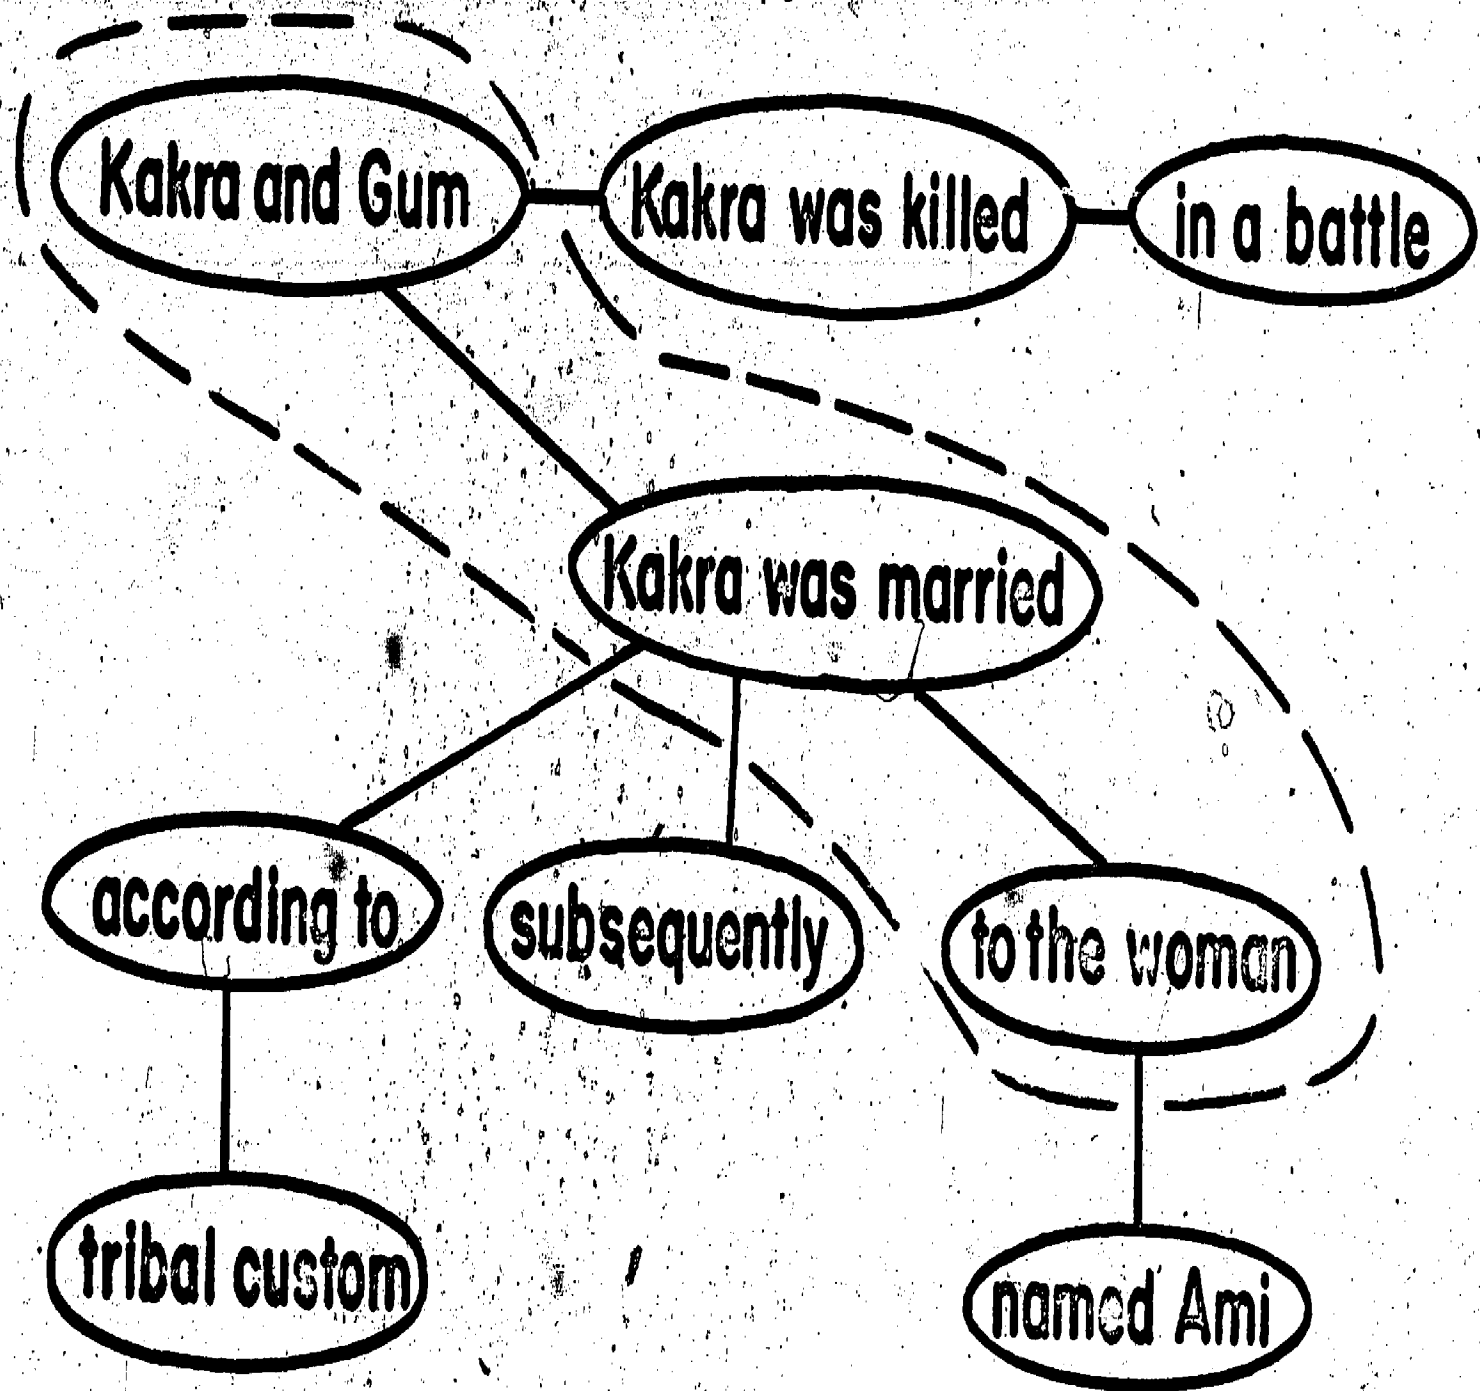 Kakra and Gum
Kakra was killed
in a battle
Kakra was married
according to
subsequently
to the woman
tribal custom
named Ami